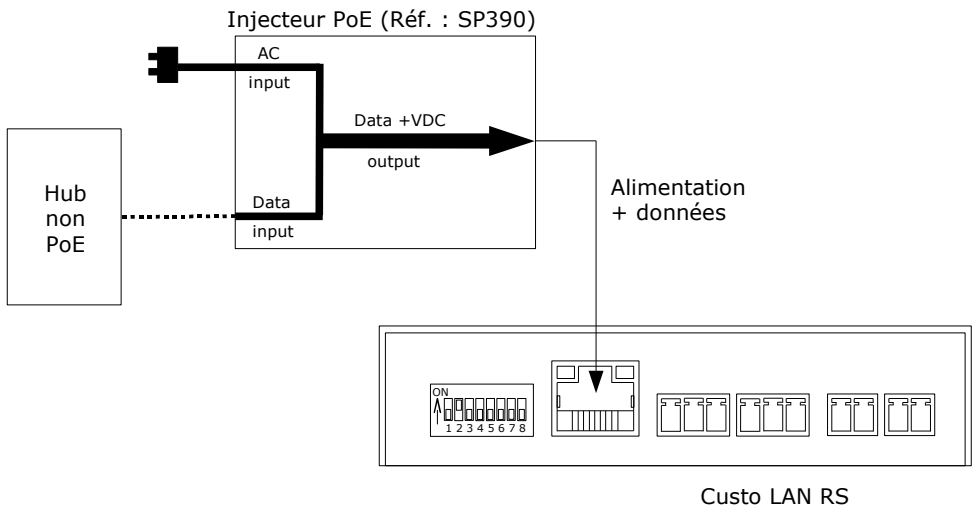 Injecteur PoE (Réf. : SP390)
AC
input
Data +VDC
output
Data
input
Hub
non
PoE
Alimentation
+ données
ON
1 2 3 4 5 6 7 8
Custo LAN RS